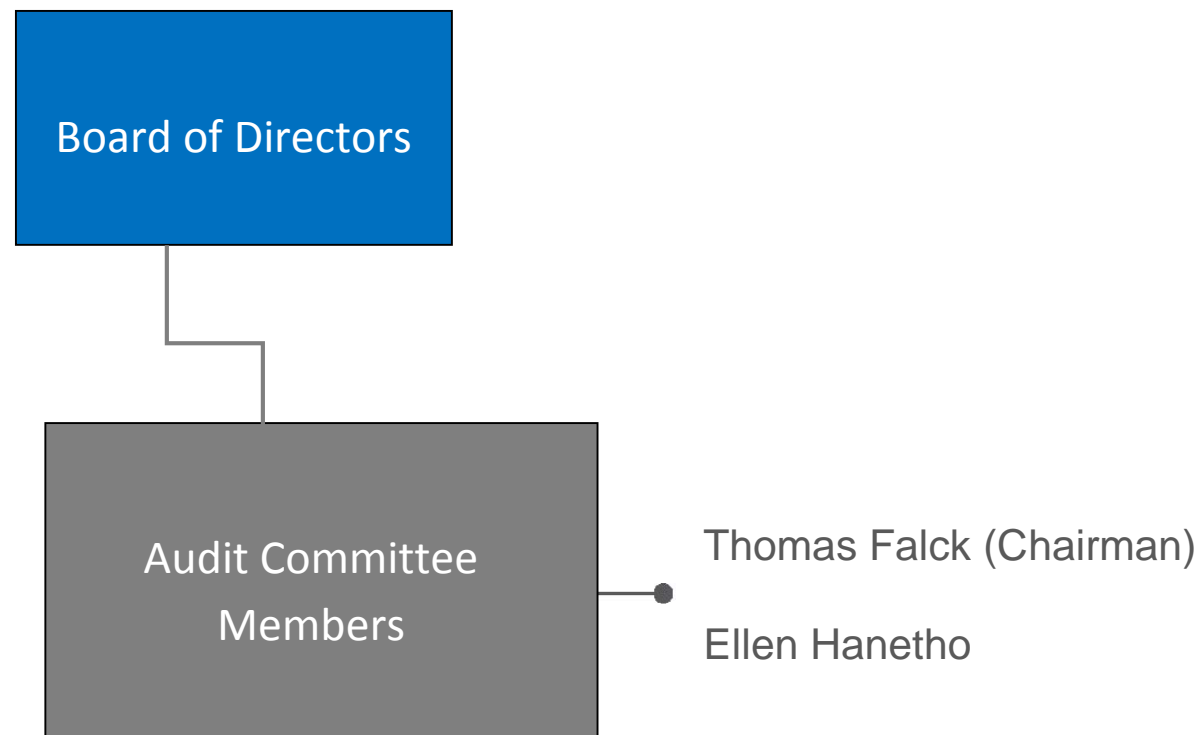 Board of Directors
Audit Committee
Members
Thomas Falck (Chairman)
Ellen Hanetho